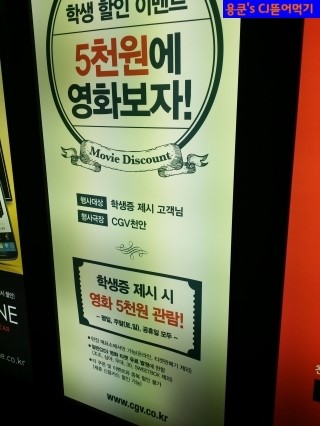 용쿤's CJ뜯어먹기
학생 할인 이벤트
5천원에
영화보자!
Movie Discount
행사대상 학생증 제시 고객님
행사극장 CGV천안
학생증 제시 시
영화 5천원 관람!
- 평일, 주말(토,일), 공휴일 모두 -
www.cgv.co.kr
NE
e.co.kr